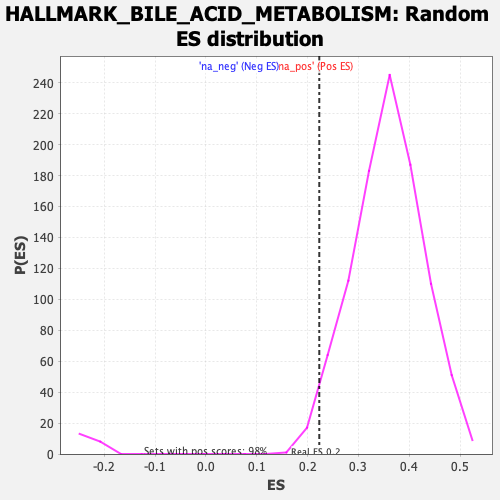 HALLMARK_BILE_ACID_METABOLISM: Random
ES distribution
'na_neg' (Neg ES)
na_pos' (Pos ES)
P(ES)
240
220
200
180
160
140
120
100
80
60
40
20
0
Sets with pos scores: 98%
Real ES 0.2
-0.2
-0.1
0.0
0.1
0.2
0.3
0.4
0.5
ES